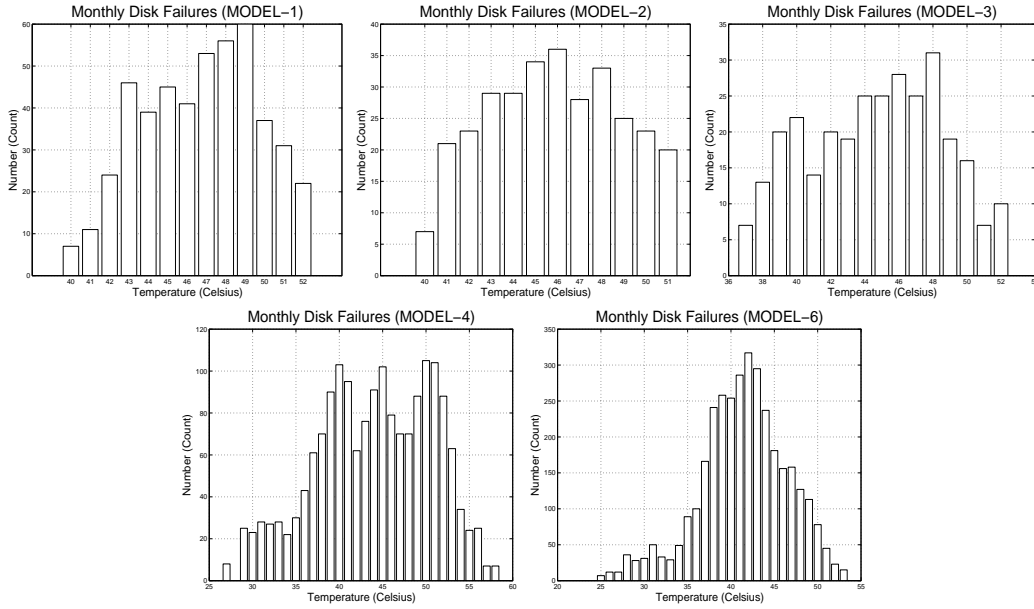 Monthly Disk Failures (MODEL−1)
60
50
40
30
20
10
0
Number (Count)
40 41 42 43 44 45 46 47 48 49 50 51 52
Temperature (Celsius)
Monthly Disk Failures (MODEL−2)
40
35
30
25
20
15
10
5
0
Number (Count)
40 41 42 43 44 45 46 47 48 49 50 51
Temperature (Celsius)
Monthly Disk Failures (MODEL−3)
35
30
25
20
15
10
5
0
Number (Count)
36 38 40 42 44 46 48 50 52
Temperature (Celsius)
Monthly Disk Failures (MODEL−4)
120
100
80
60
40
20
0
Number (Count)
25 30 35 40 45 50 55 60
Temperature (Celsius)
Monthly Disk Failures (MODEL−6)
350
300
250
200
150
100
50
0
Number (Count)
20 25 30 35 40 45 50 55
Temperature (Celsius)